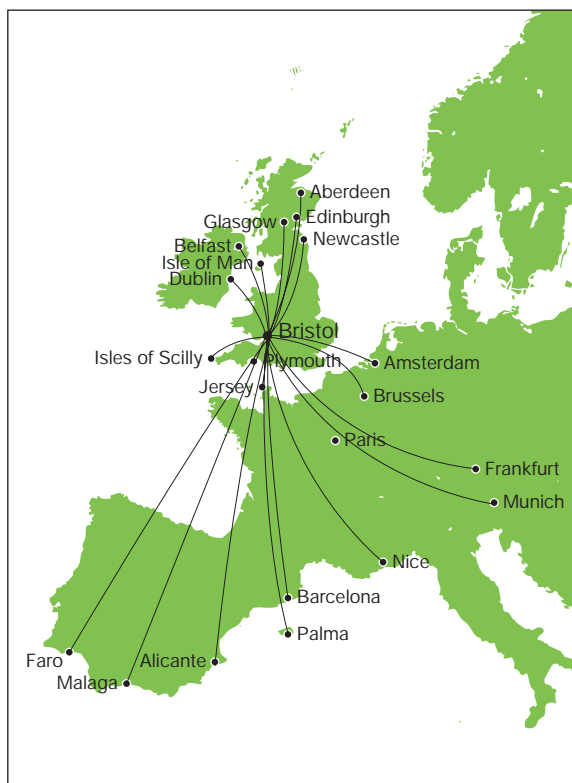 Aberdeen
Glasgow
Edinburgh
Newcastle
Belfast
Isle of Man
Dublin
Bristol
Isles of Scilly
Plymouth
Amsterdam
Jersey
Brussels
Paris
Frankfurt
Munich
Nice
Barcelona
Palma
Faro
Alicante
Malaga